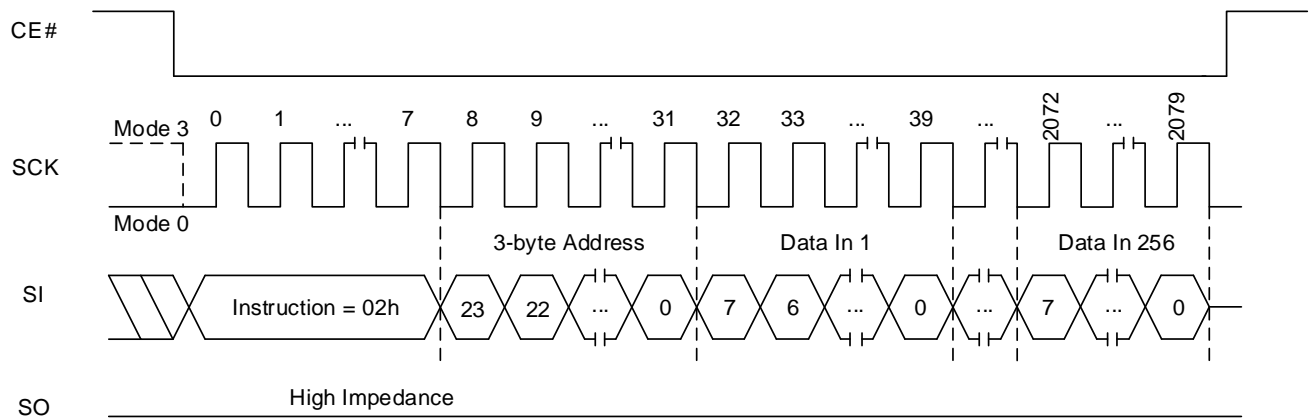 CE#
0 1 ... 7 8 9 ... 31 32 33 ... 39 ... 2072 ... 2079
Mode 3
SCK
Mode 0
3-byte Address Data In 1 Data In 256
SI Instruction = 02h 23 22 ... 0 7 6 ... 0 ... 7 ... 0
High Impedance
SO